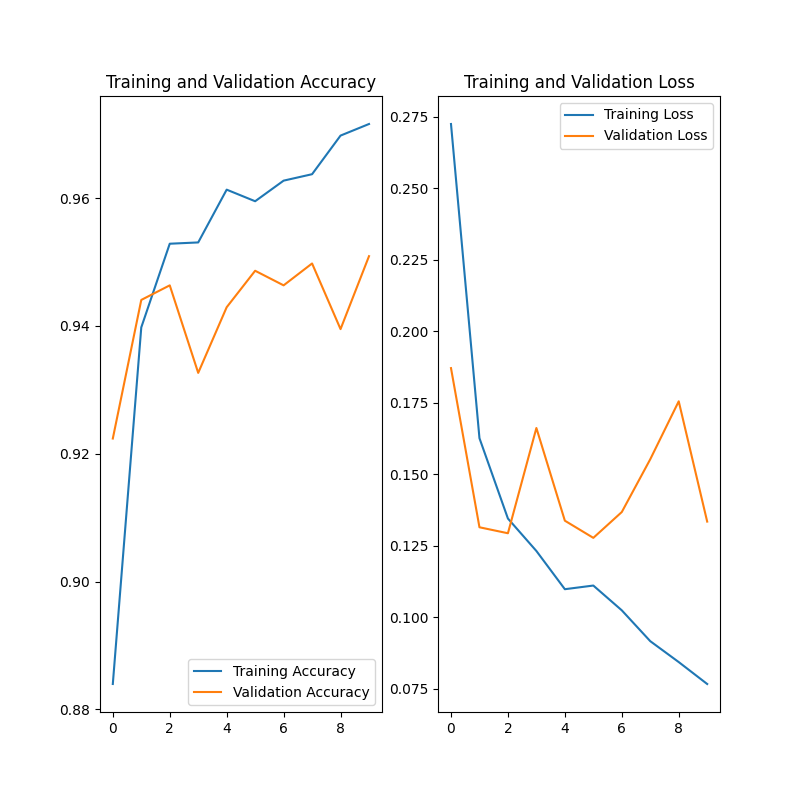 Training and Validation Accuracy
0.96
0.94
0.92
0.90
0.88
0 2 4 6 8
Training Accuracy
Validation Accuracy
Training and Validation Loss
0.275
0.250
0.225
0.200
0.175
0.150
0.125
0.100
0.075
0 2 4 6 8
Training Loss
Validation Loss